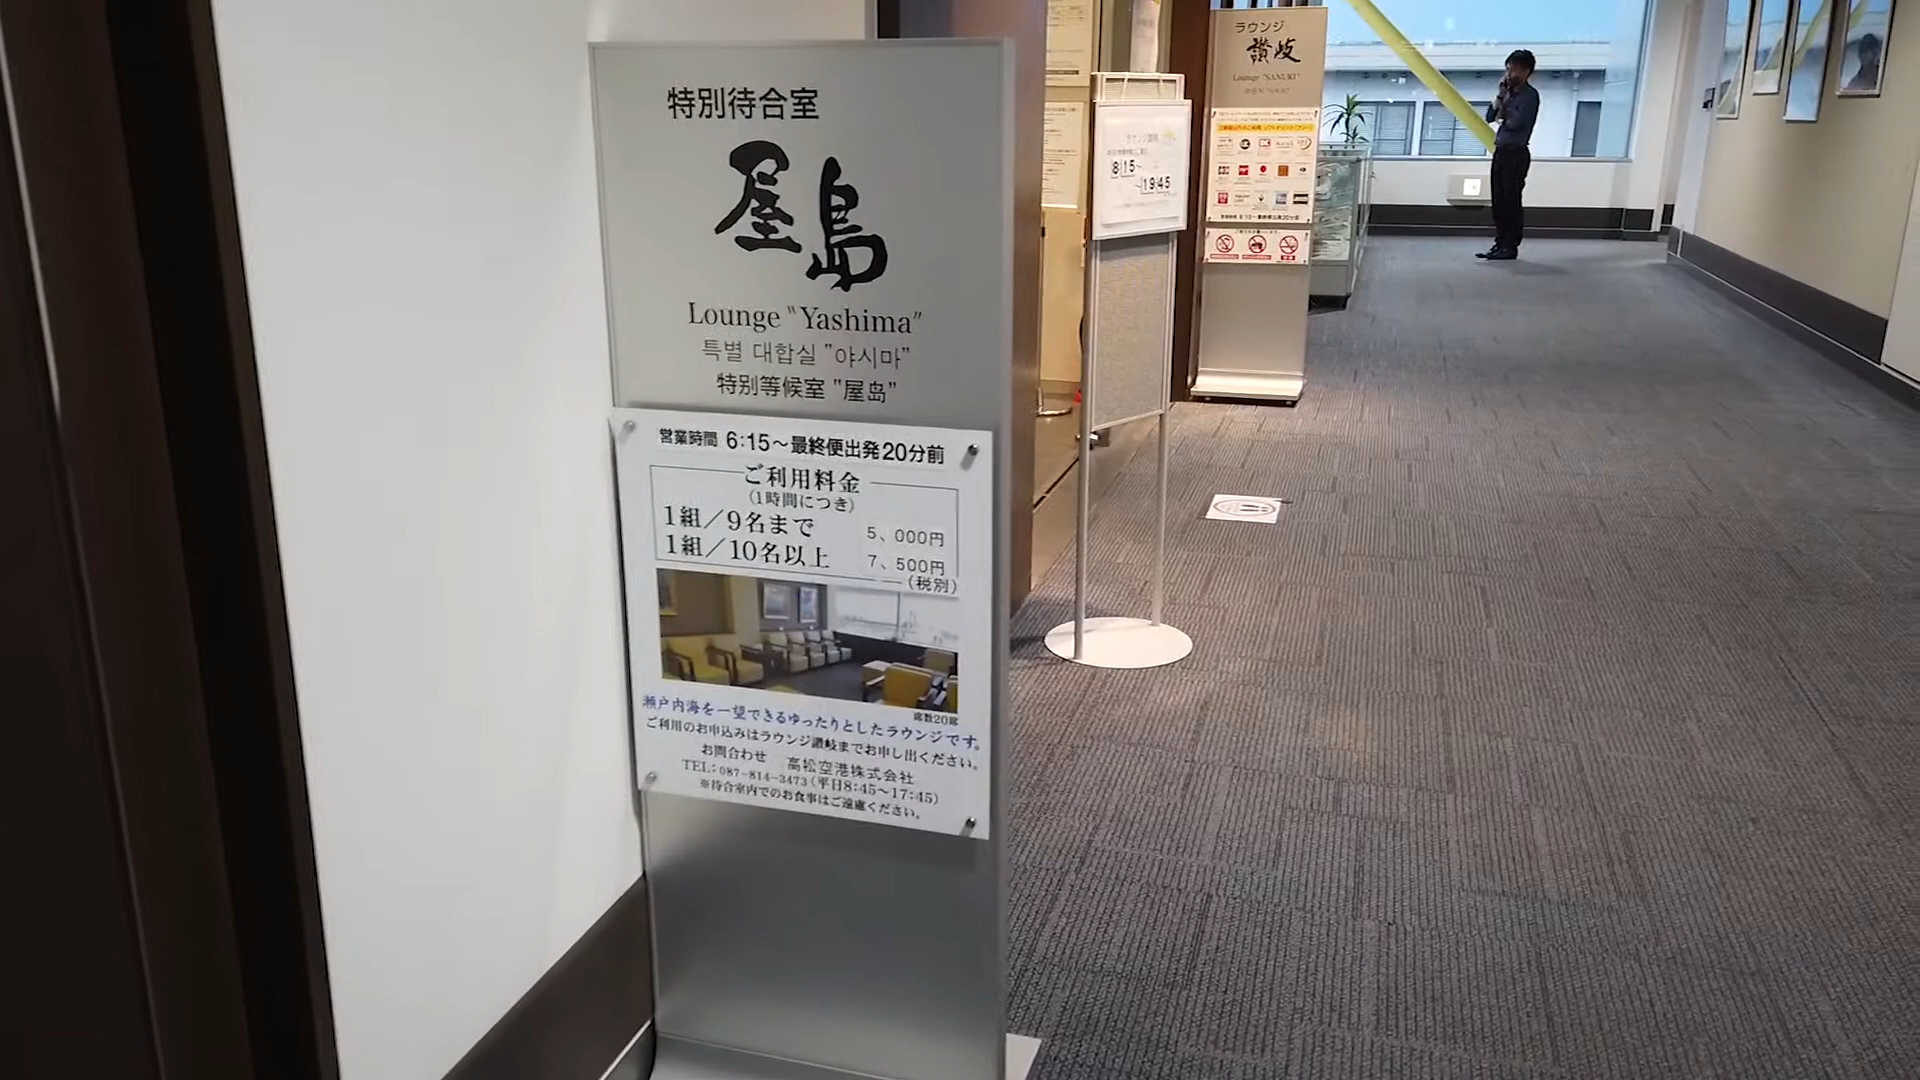 特別待合室
屋島
Lounge "Yashima"
특별 대합실 "야시마"
特别等候室 "屋岛"
営業時間 6:15～最終便出発20分前
ご利用料金
(1時間につき)
1組／9名まで 5、000円
1組／10名以上 7、500円
(税別)
席数20席
瀬戸内海を一望できるゆったりとしたラウンジです。
ご利用のお申込みはラウンジ讃岐までお申し出ください。
お問合わせ 高松空港株式会社
TEL：087-814-3473(平日8:45～17:45)
※待合室内でのお食事はご遠慮ください。
ラウンジ讃岐
8:15～
～19:45
ラウンジ
讃岐
Lounge "SANUKI"